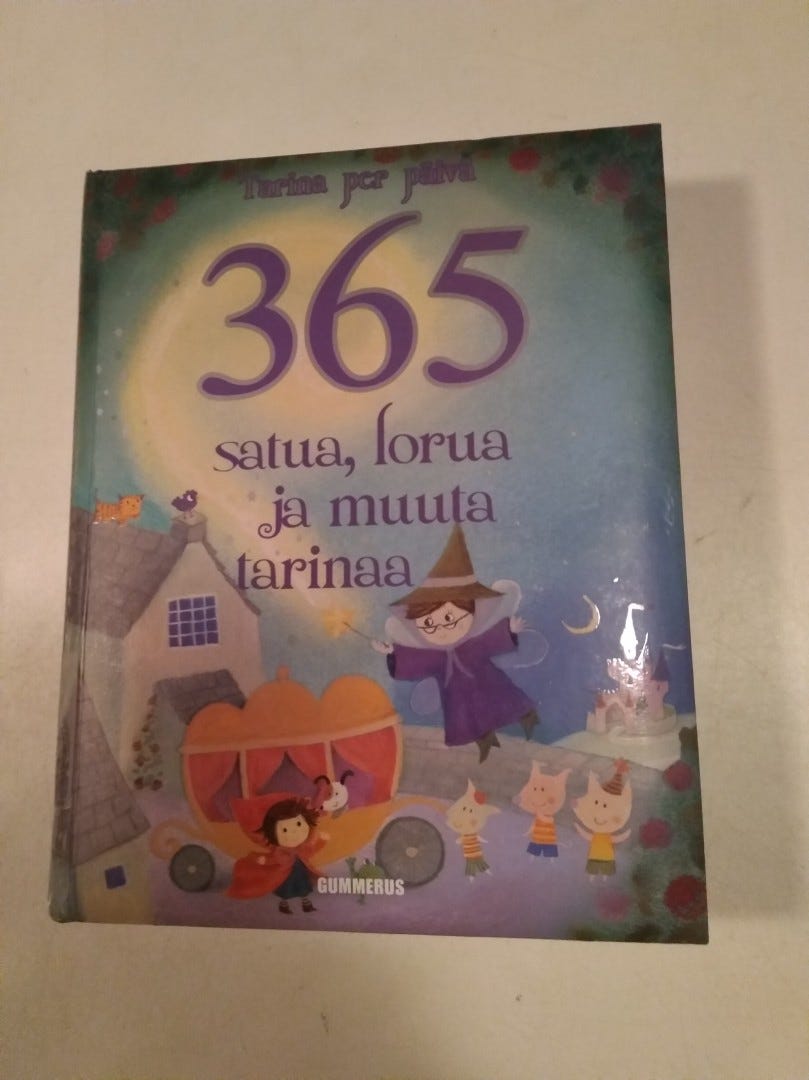 Tarina per päivä
365
satua, lorua
ja muuta
tarinaa
GUMMERUS